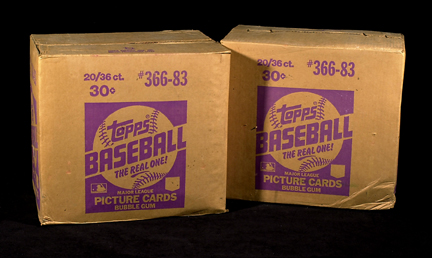 20/36 ct.
#366-83
30¢
Topps
BASEBALL
THE REAL ONE!
MAJOR LEAGUE
PICTURE CARDS
BUBBLE GUM
20/36 ct.
#366-83
30¢
Topps
BASEBALL
THE REAL ONE!
MAJOR LEAGUE
PICTURE CARDS
BUBBLE GUM